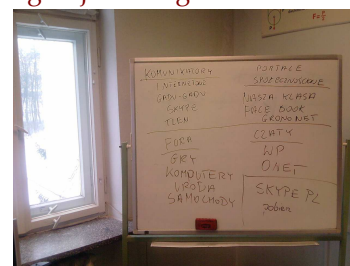 KOMUNIKATORY
INTERNETOWE
GADU-GADU
SKYPE
TLEN
PORTALE
SPOŁECZNOŚCIOWE
NASZA KLASA
FACE BOOK
GRONO NET
FORA
GRY
KOMPUTERY
URODA
SAMOCHODY
CZATY
WP
ONET
SKYPE PL